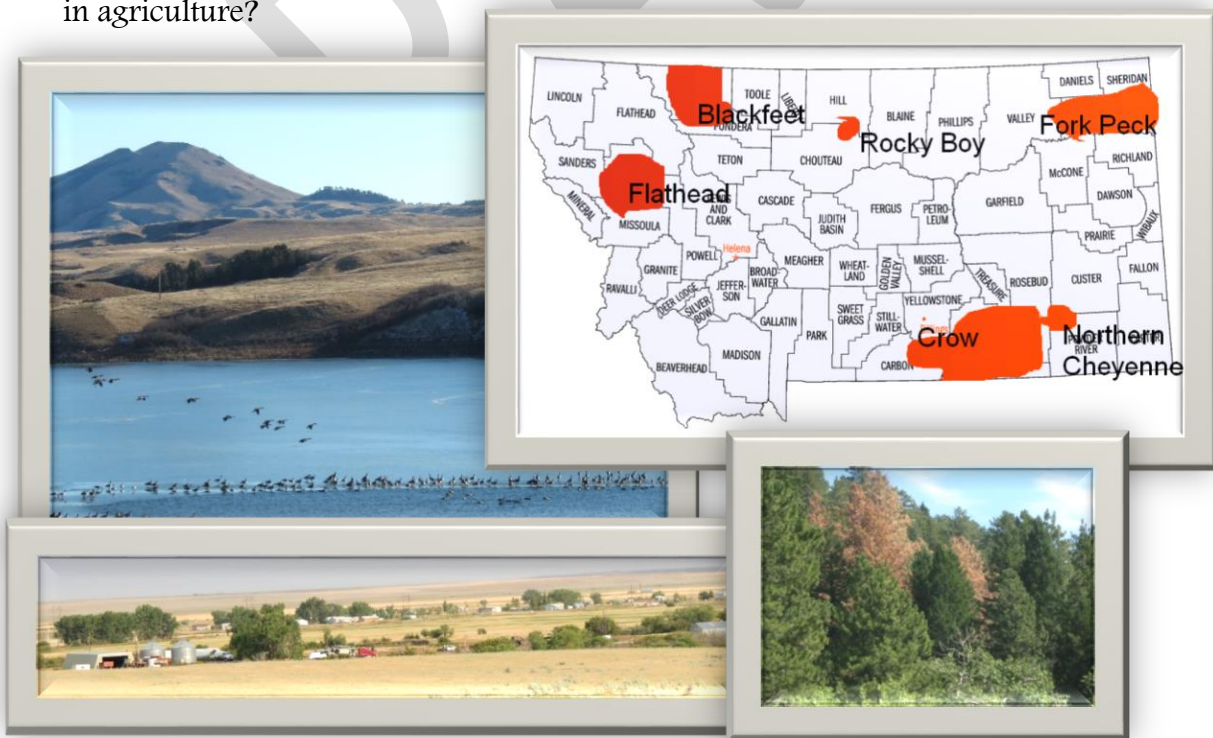 in agriculture?
LINCOLN
FLATHEAD
Blackfeet
TOOLE
HILL
BLAINE
PHILLIPS
VALLEY
DANIELS
SHERIDAN
Fork Peck
Rocky Boy
SANDERS
TETON
CHOUTEAU
McCONE
RICHLAND
Flathead
AND
CLARK
CASCADE
JUDITH
BASIN
FERGUS
PETRO-
LEUM
GARFIELD
DAWSON
WIBAUX
PRAIRIE
MINERAL
MISSOULA
Helena
POWELL
MEAGHER
WHEAT-
LAND
GOLDEN
VALLEY
MUSSEL-
SHELL
TREASURE
ROSEBUD
CUSTER
FALLON
GRANITE
RAVALLI
DEER LODGE
SILVER
BOW
JEFFER-
SON
BROAD
WATER
GALLATIN
PARK
SWEET
GRASS
STILL-
WATER
YELLOWSTONE
Crow
CARBON
Northern
Cheyenne
RIVER
BEAVERHEAD
MADISON